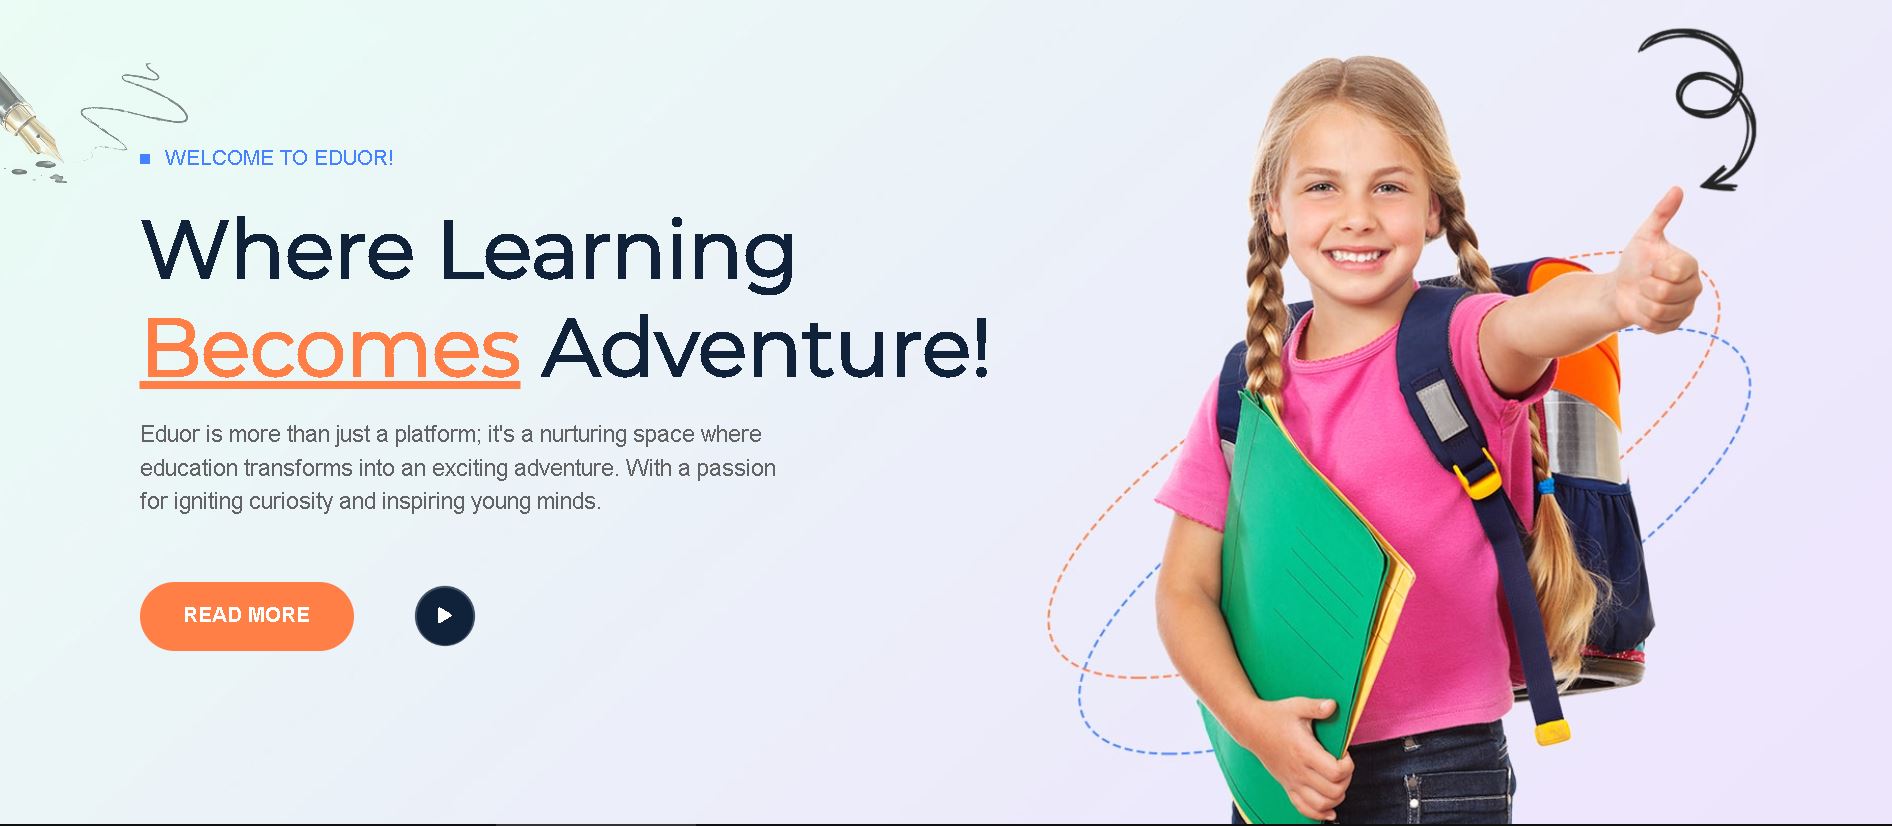 WELCOME TO EDUOR!
Where Learning
Becomes Adventure!
Eduor is more than just a platform; it's a nurturing space where
education transforms into an exciting adventure. With a passion
for igniting curiosity and inspiring young minds.
READ MORE